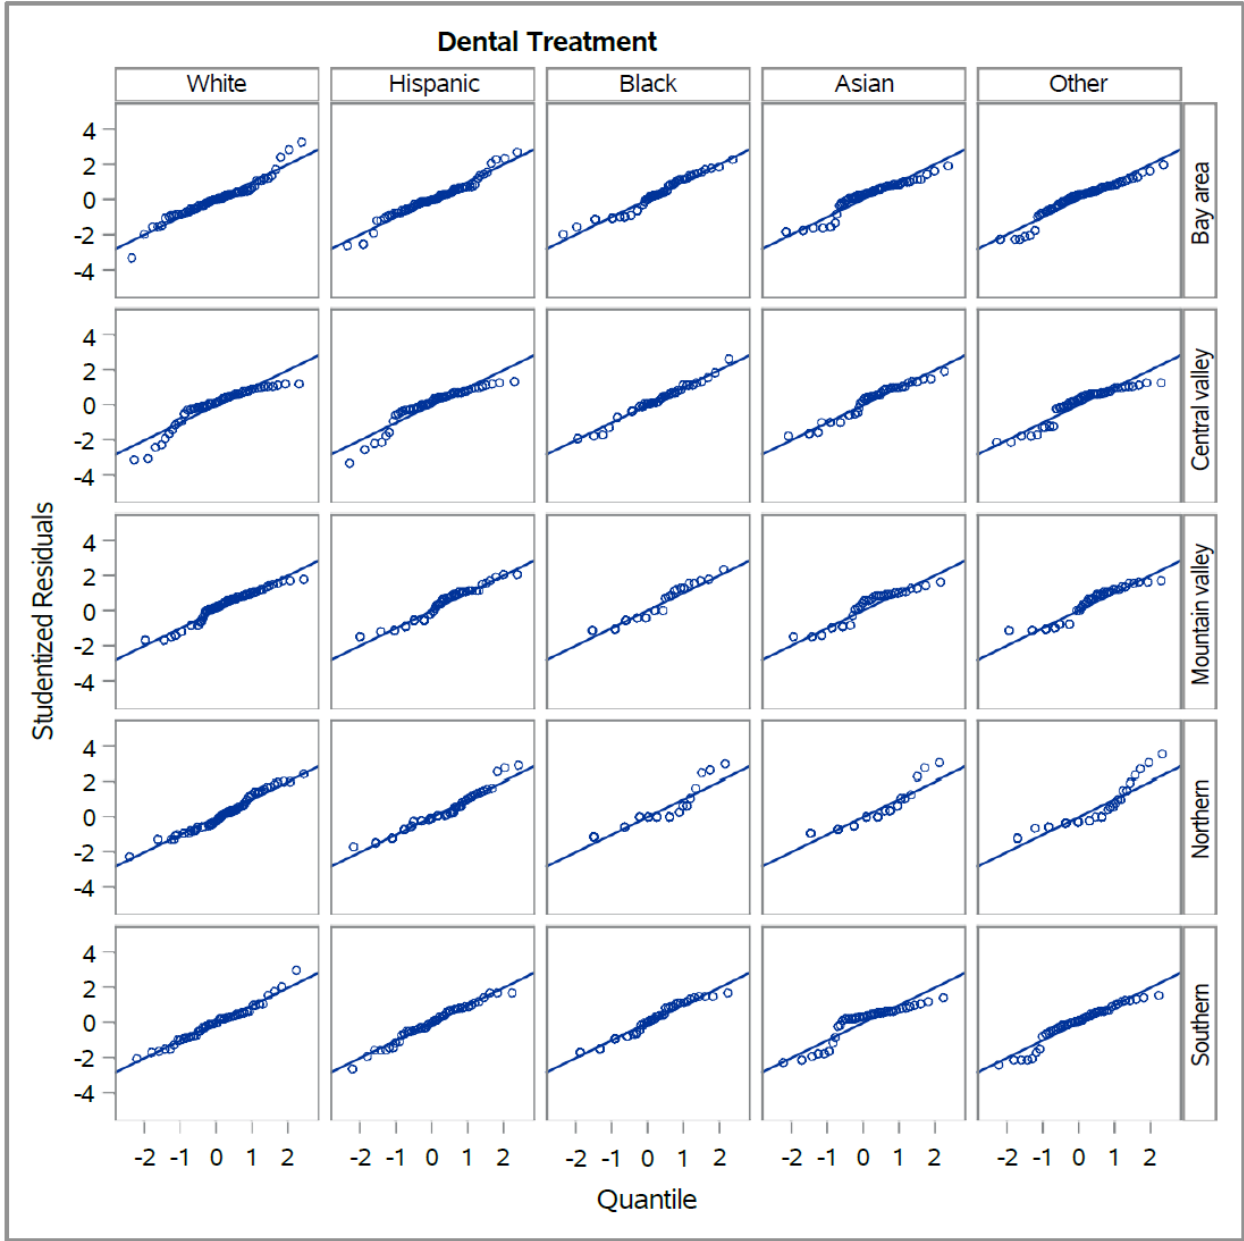 Dental Treatment
White Hispanic Black Asian Other
4
2
0
-2
-4
Bay area
4
2
0
-2
-4
Central valley
4
2
0
-2
-4
Mountain valley
4
2
0
-2
-4
Northern
4
2
0
-2
-4
Southern
Studentized Residuals
-2 -1 0 1 2 -2 -1 0 1 2 -2 -1 0 1 2 -2 -1 0 1 2 -2 -1 0 1 2
Quantile